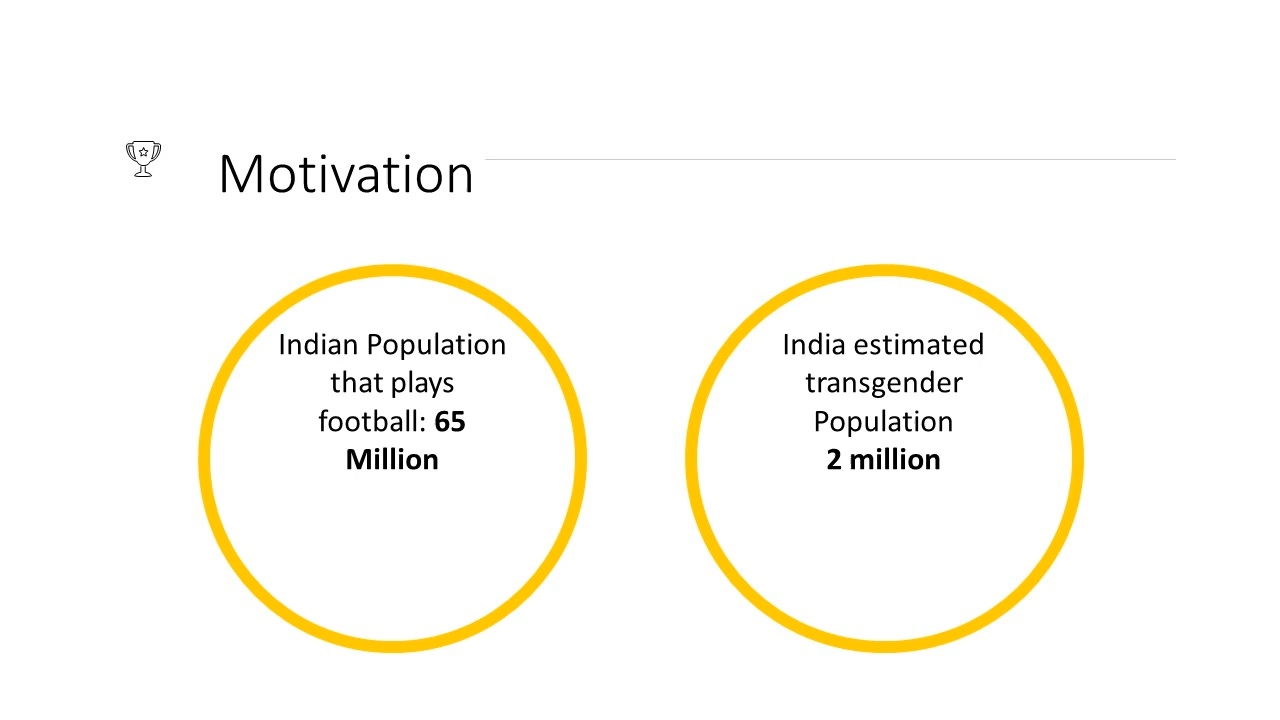 Motivation
Indian Population
that plays
football: 65
Million
India estimated
transgender
Population
2 million